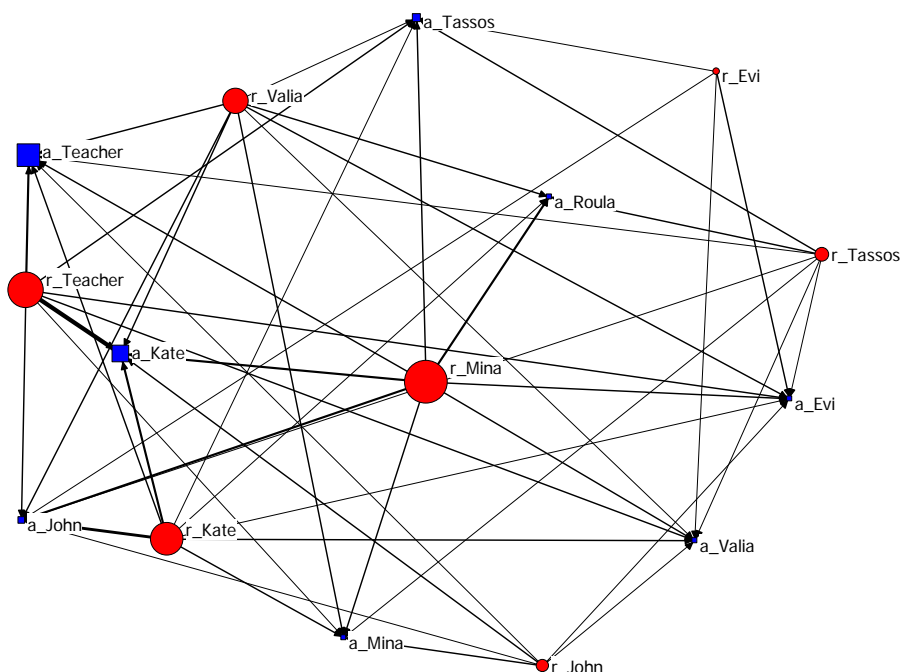 a_Tassos
r_Evi
r_Valia
a_Teacher
a_Roula
r_Tassos
r_Teacher
a_Kate
r_Mina
a_Evi
a_John
r_Kate
a_Valia
a_Mina
r_John